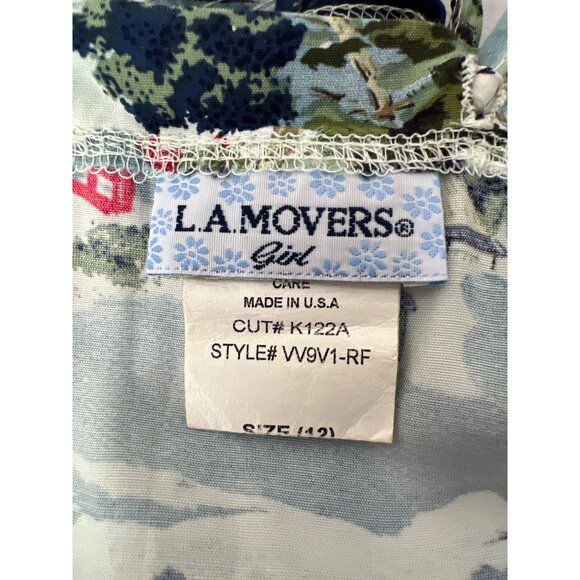 L.A.MOVERS®
Girl
CARE
MADE IN U.S.A
CUT# K122A
STYLE# VV9V1-RF
SIZE (12)